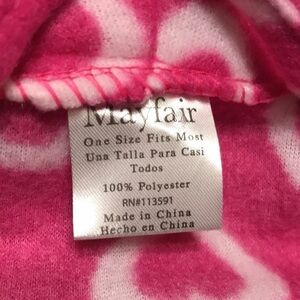 Mayfair
One Size Fits Most
Una Talla Para Casi
Todos
100% Polyester
RN#113591
Made in China
Hecho en China